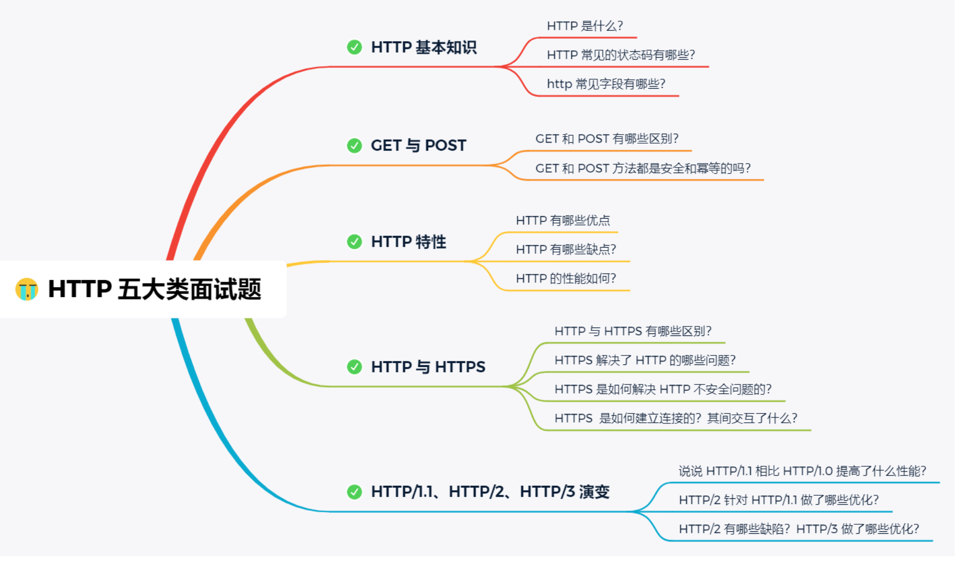 HTTP 五大类面试题
HTTP 基本知识
HTTP 是什么?
HTTP 常见的状态码有哪些?
http 常见字段有哪些?
GET 与 POST
GET 和 POST 有哪些区别?
GET 和 POST 方法都是安全和幂等的吗?
HTTP 特性
HTTP 有哪些优点
HTTP 有哪些缺点?
HTTP 的性能如何?
HTTP 与 HTTPS
HTTP 与 HTTPS 有哪些区别?
HTTPS 解决了 HTTP 的哪些问题?
HTTPS 是如何解决 HTTP 不安全问题的?
HTTPS 是如何建立连接的? 其间交互了什么?
HTTP/1.1、HTTP/2、HTTP/3 演变
说说 HTTP/1.1 相比 HTTP/1.0 提高了什么性能?
HTTP/2 针对 HTTP/1.1 做了哪些优化?
HTTP/2 有哪些缺陷? HTTP/3 做了哪些优化?